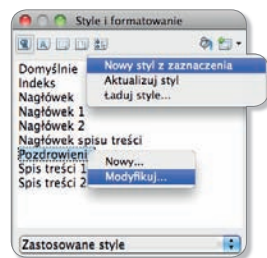 Style i formatowanie
Nowy styl z zaznaczenia
Aktualizuj styl
Ładuj style...
Domyślnie
Indeks
Nagłówek
Nagłówek 1
Nagłówek 2
Nagłówek spisu treści
Pozdrowieni
Spis treści 1
Spis treści 2
Nowy...
Modyfikuj...
Zastosowane style